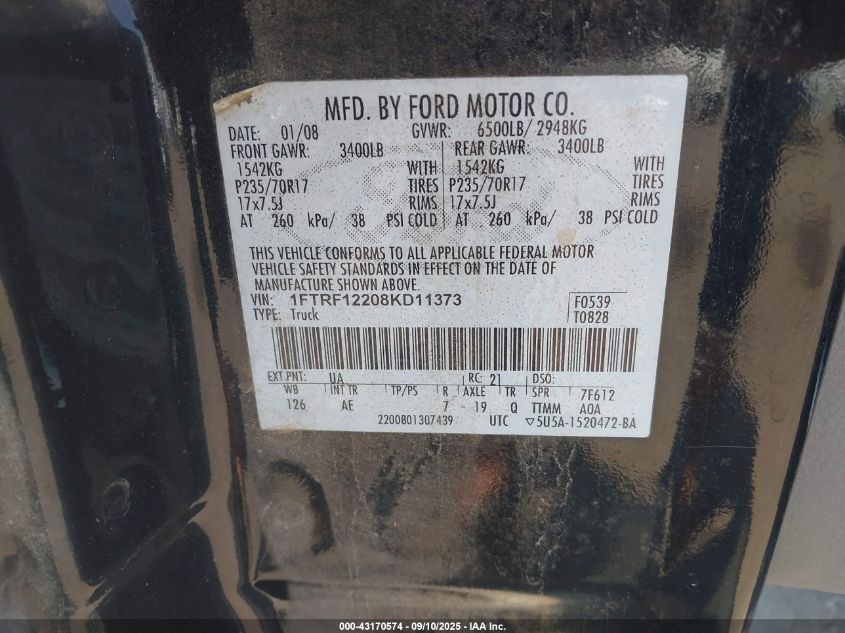 MFD. BY FORD MOTOR CO.
DATE: 01/08 GVWR: 6500LB/ 2948KG
FRONT GAWR: 3400LB REAR GAWR: 3400LB
1542KG WITH 1542KG WITH
P235/70R17 TIRES P235/70R17 TIRES
17x7.5J RIMS 17x7.5J RIMS
AT 260 kPa/ 38 PSI COLD AT 260 kPa/ 38 PSI COLD
THIS VEHICLE CONFORMS TO ALL APPLICABLE FEDERAL MOTOR
VEHICLE SAFETY STANDARDS IN EFFECT ON THE DATE OF
MANUFACTURE SHOWN ABOVE.
VIN: 1FTRF12208KD11373 F0539
TYPE: Truck T0828
EXT PNT: UA RC: 21 DSO:
WB INT TR TP/PS R AXLE TR SPR 7F612
126 AE 7 19 Q TTMM AOA
2200801307439 UTC ▽5U5A-1520472-BA
000-43170574 - 09/10/2025 - IAA Inc.